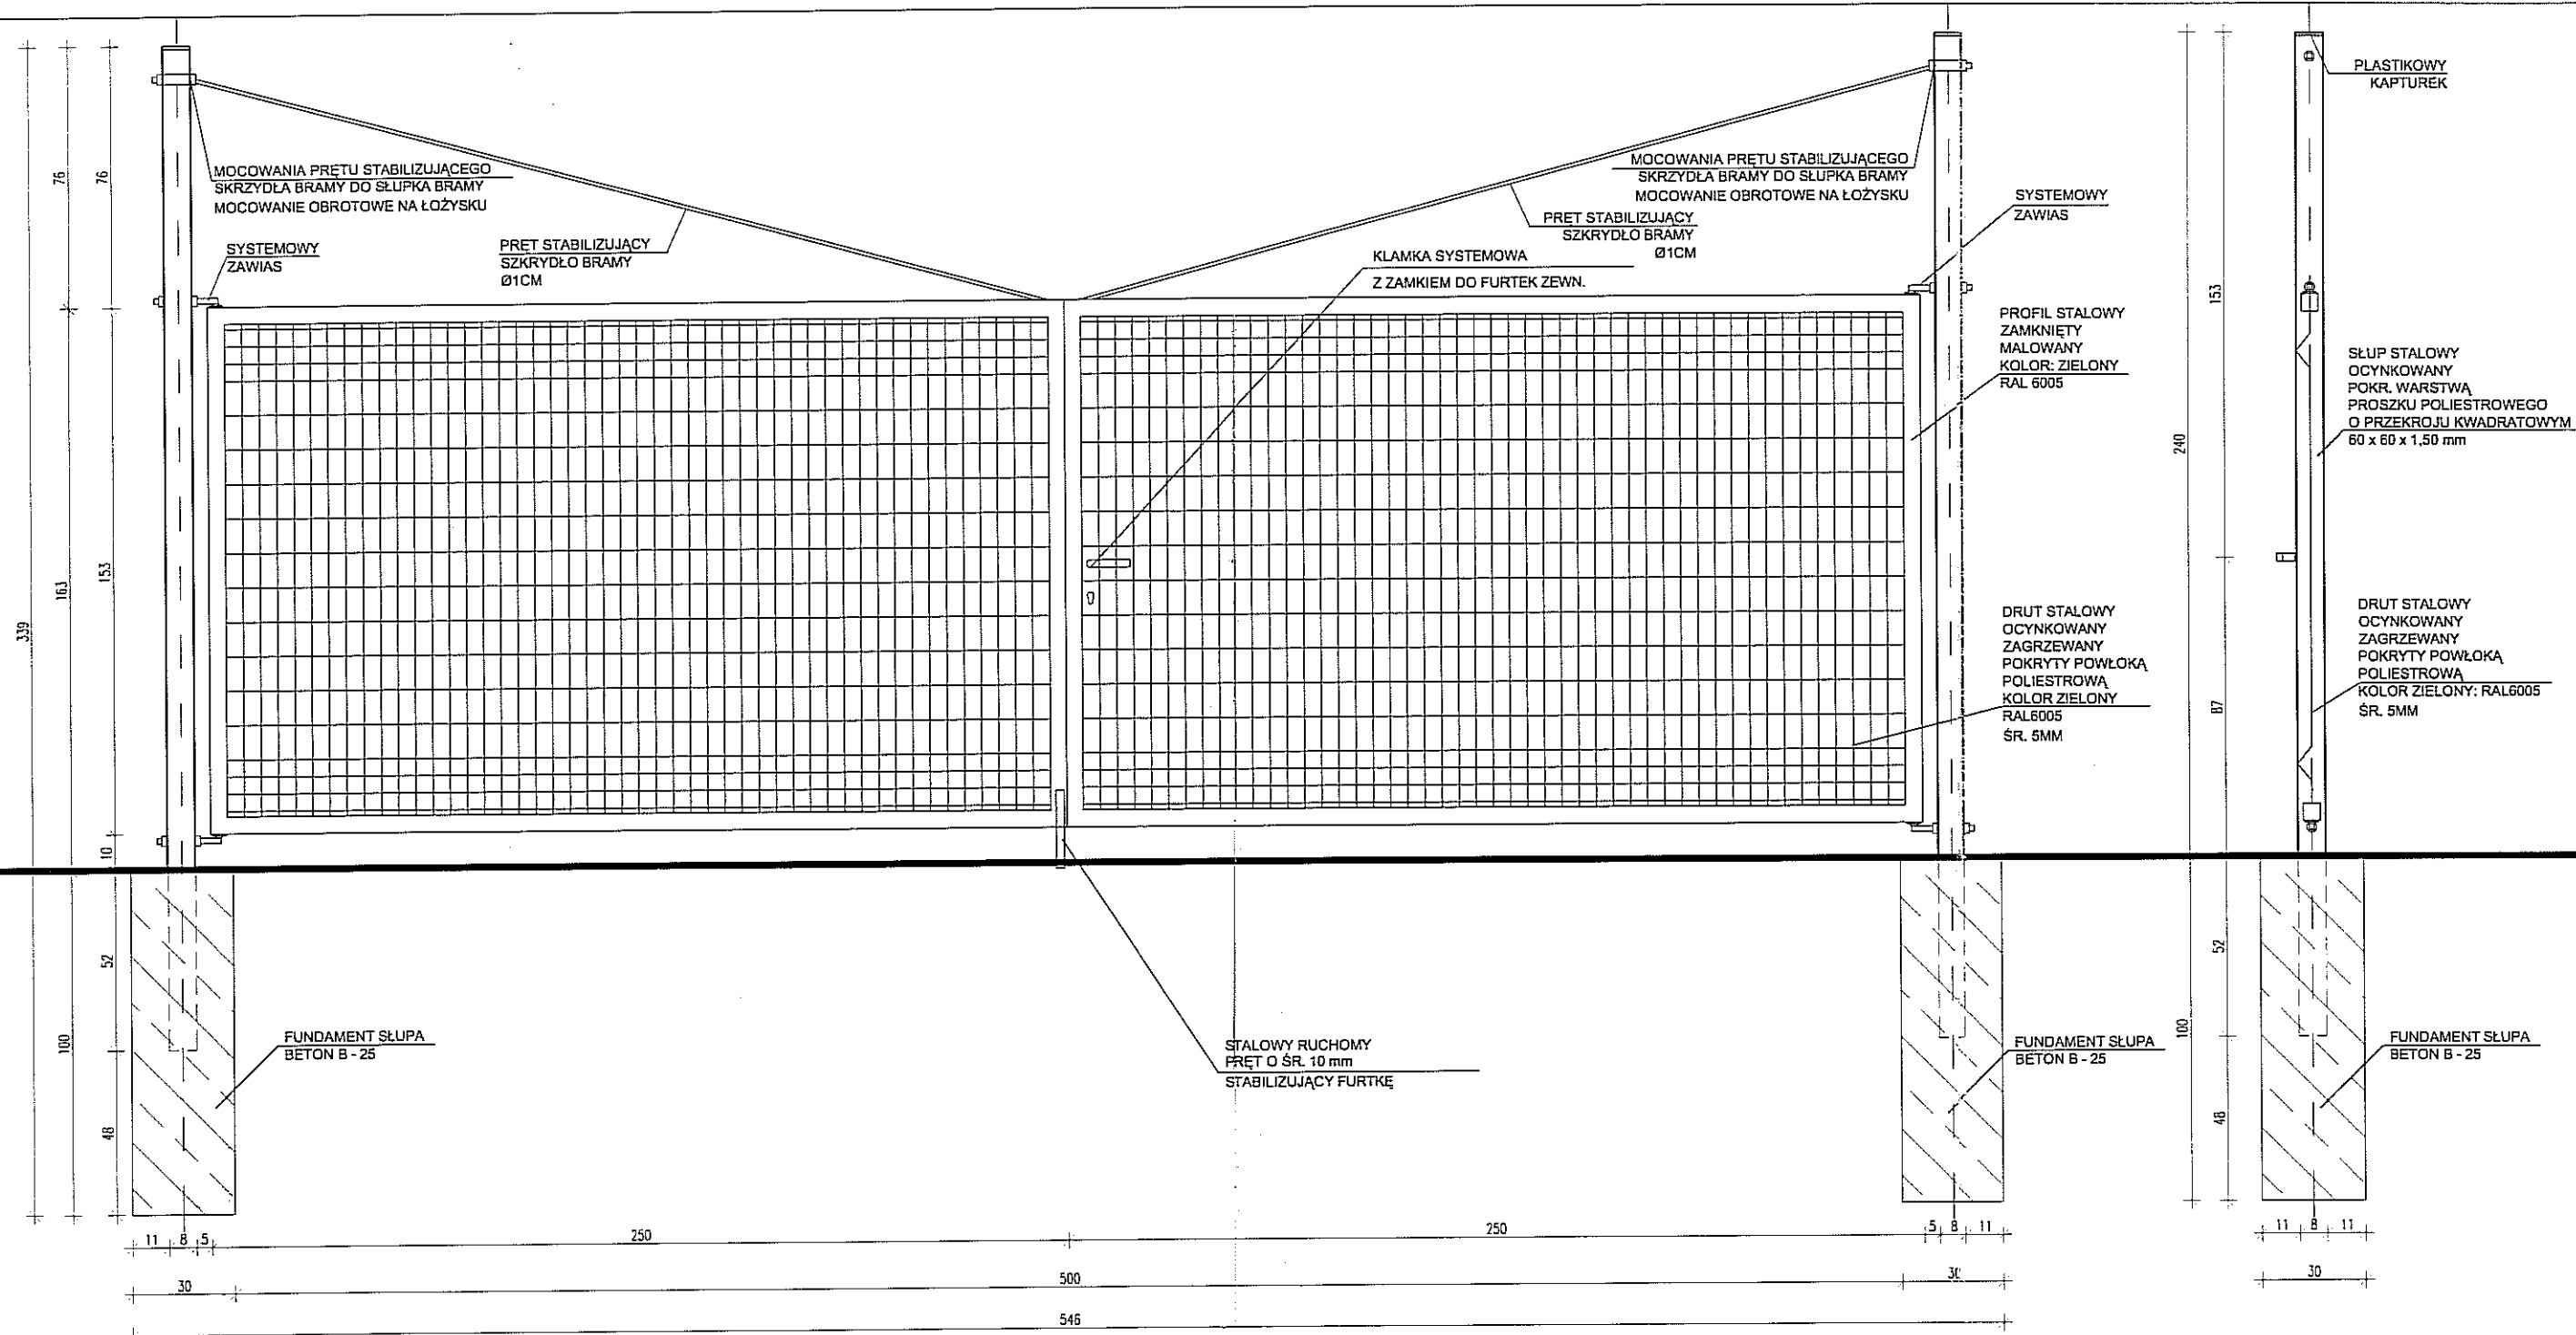 MOCOWANIA PRĘTU STABILIZUJĄCEGO
SKRZYDŁA BRAMY DO SŁUPKA BRAMY
MOCOWANIE OBROTOWE NA ŁOŻYSKU
SYSTEMOWY
ZAWIAS
PRĘT STABILIZUJĄCY
SZKRYDŁO BRAMY
Ø1CM
KLAMKA SYSTEMOWA
Z ZAMKIEM DO FURTEK ZEWN.
MOCOWANIA PRĘTU STABILIZUJĄCEGO
SKRZYDŁA BRAMY DO SŁUPKA BRAMY
MOCOWANIE OBROTOWE NA ŁOŻYSKU
PRĘT STABILIZUJĄCY
SZKRYDŁO BRAMY
Ø1CM
SYSTEMOWY
ZAWIAS
PROFIL STALOWY
ZAMKNIĘTY
MALOWANY
KOLOR: ZIELONY
RAL 6005
DRUT STALOWY
OCYNKOWANY
ZAGRZEWANY
POKRYTY POWŁOKĄ
POLIESTROWĄ
KOLOR ZIELONY
RAL6005
ŚR. 5MM
PLASTIKOWY
KAPTUREK
SŁUP STALOWY
OCYNKOWANY
POKR. WARSTWĄ
PROSZKU POLIESTROWEGO
O PRZEKROJU KWADRATOWYM
60 x 60 x 1,50 mm
DRUT STALOWY
OCYNKOWANY
ZAGRZEWANY
POKRYTY POWŁOKĄ
POLIESTROWĄ
KOLOR ZIELONY: RAL6005
ŚR. 5MM
FUNDAMENT SŁUPA
BETON B - 25
STALOWY RUCHOMY
PRĘT O ŚR. 10 mm
STABILIZUJĄCY FURTKĘ
FUNDAMENT SŁUPA
BETON B - 25
FUNDAMENT SŁUPA
BETON B - 25
339
76
163
100
76
153
10
52
48
240
100
153
87
52
48
11 8 5
250
250
5 8 11
11 8 11
30
500
30
30
546